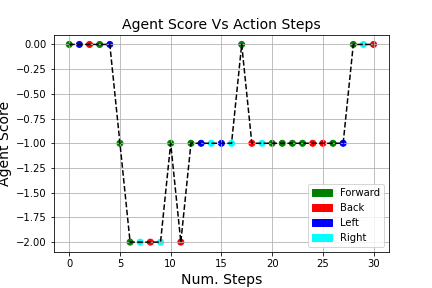 Agent Score Vs Action Steps
Agent Score
0.00
−0.25
−0.50
−0.75
−1.00
−1.25
−1.50
−1.75
−2.00
0 5 10 15 20 25 30
Num. Steps
Forward
Back
Left
Right